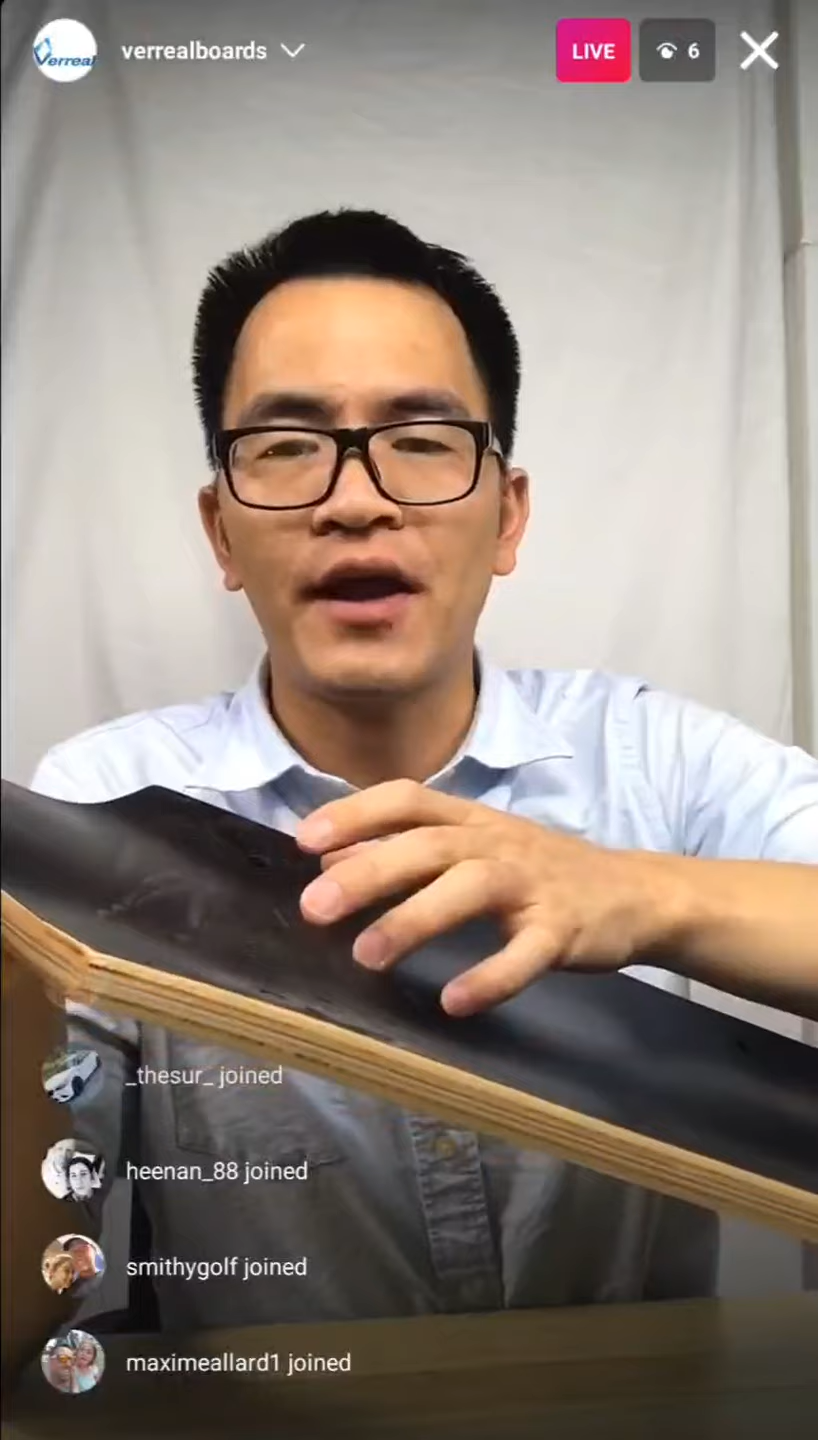 Verreal
verrealboards
LIVE
6
_thesur_ joined
heenan_88 joined
smithygolf joined
maximeallard1 joined